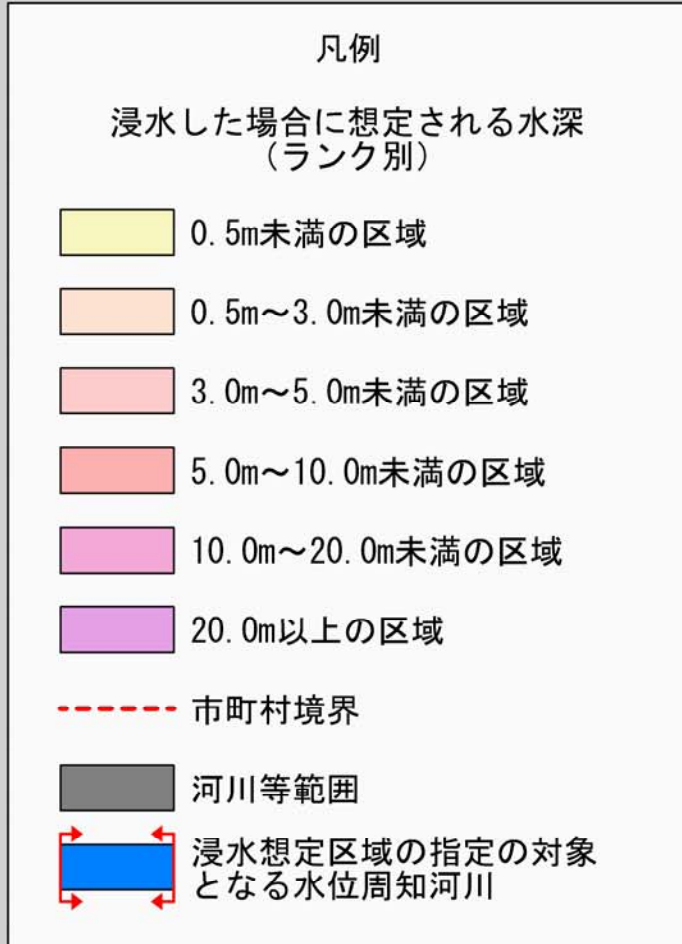 凡例
浸水した場合に想定される水深
(ランク別)
0.5m未満の区域
0.5m～3.0m未満の区域
3.0m～5.0m未満の区域
5.0m～10.0m未満の区域
10.0m～20.0m未満の区域
20.0m以上の区域
市町村境界
河川等範囲
浸水想定区域の指定の対象
となる水位周知河川